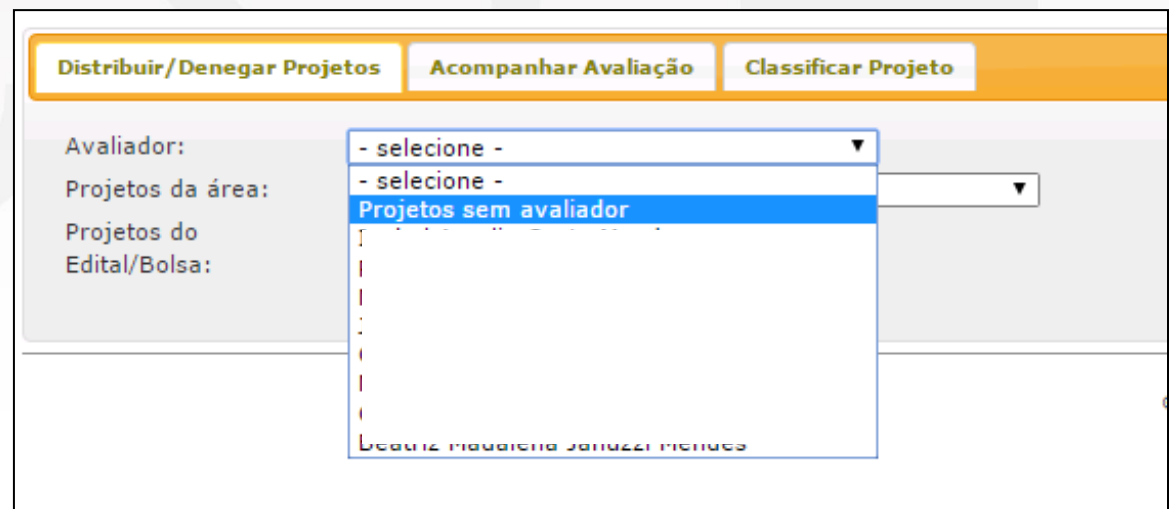 Distribuir/Denegar Projetos Acompanhar Avaliação Classificar Projeto
Avaliador: - selecione -
- selecione -
Projetos da área:
Projetos sem avaliador
Projetos do
Edital/Bolsa: